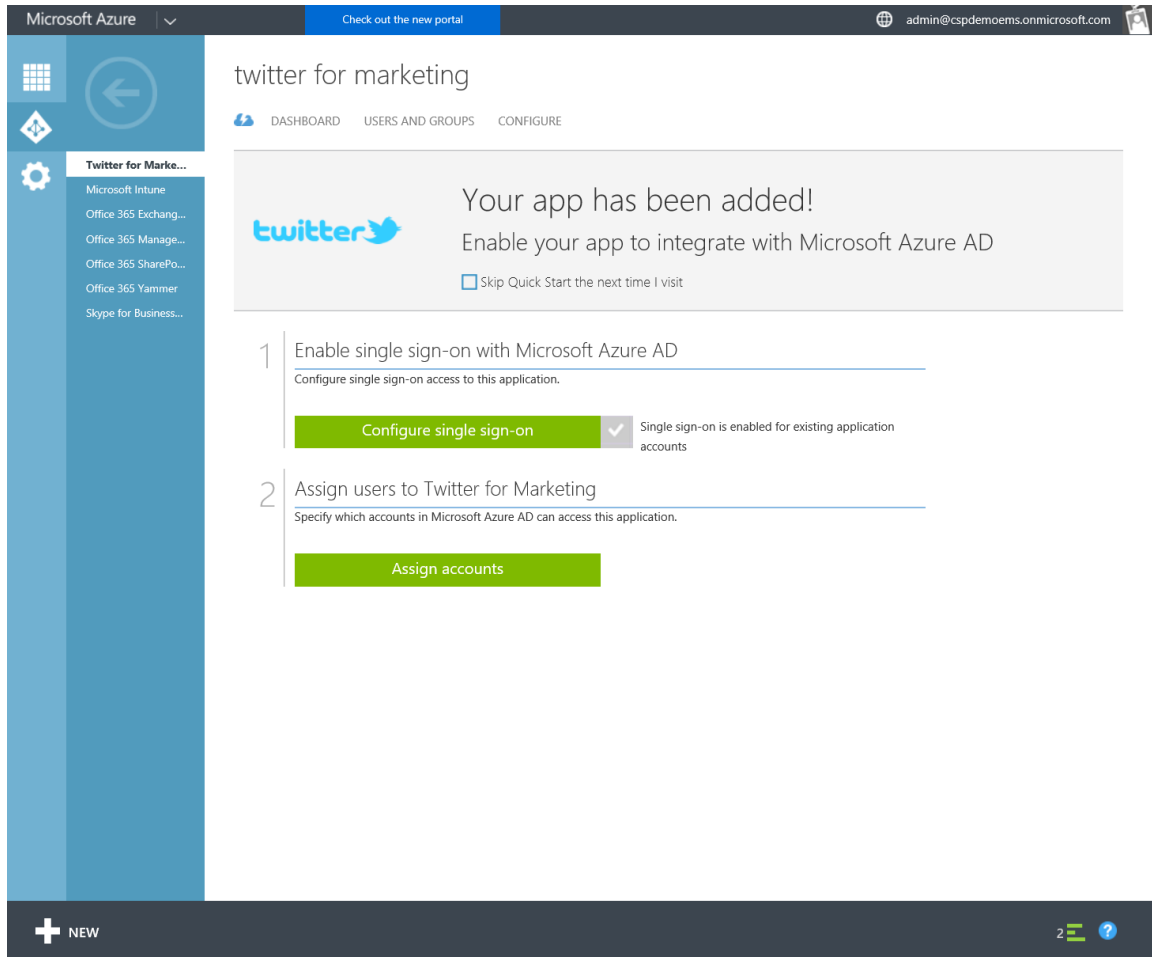 Microsoft Azure
Check out the new portal
admin@cspdemoems.onmicrosoft.com
twitter for marketing
DASHBOARD USERS AND GROUPS CONFIGURE
Twitter for Marke...
Microsoft Intune
Office 365 Exchang...
Office 365 Manage...
Office 365 SharePo...
Office 365 Yammer
Skype for Business...
twitter
Your app has been added!
Enable your app to integrate with Microsoft Azure AD
Skip Quick Start the next time I visit
1
Enable single sign-on with Microsoft Azure AD
Configure single sign-on access to this application.
Configure single sign-on
Single sign-on is enabled for existing application
accounts
2
Assign users to Twitter for Marketing
Specify which accounts in Microsoft Azure AD can access this application.
Assign accounts
NEW
2
?